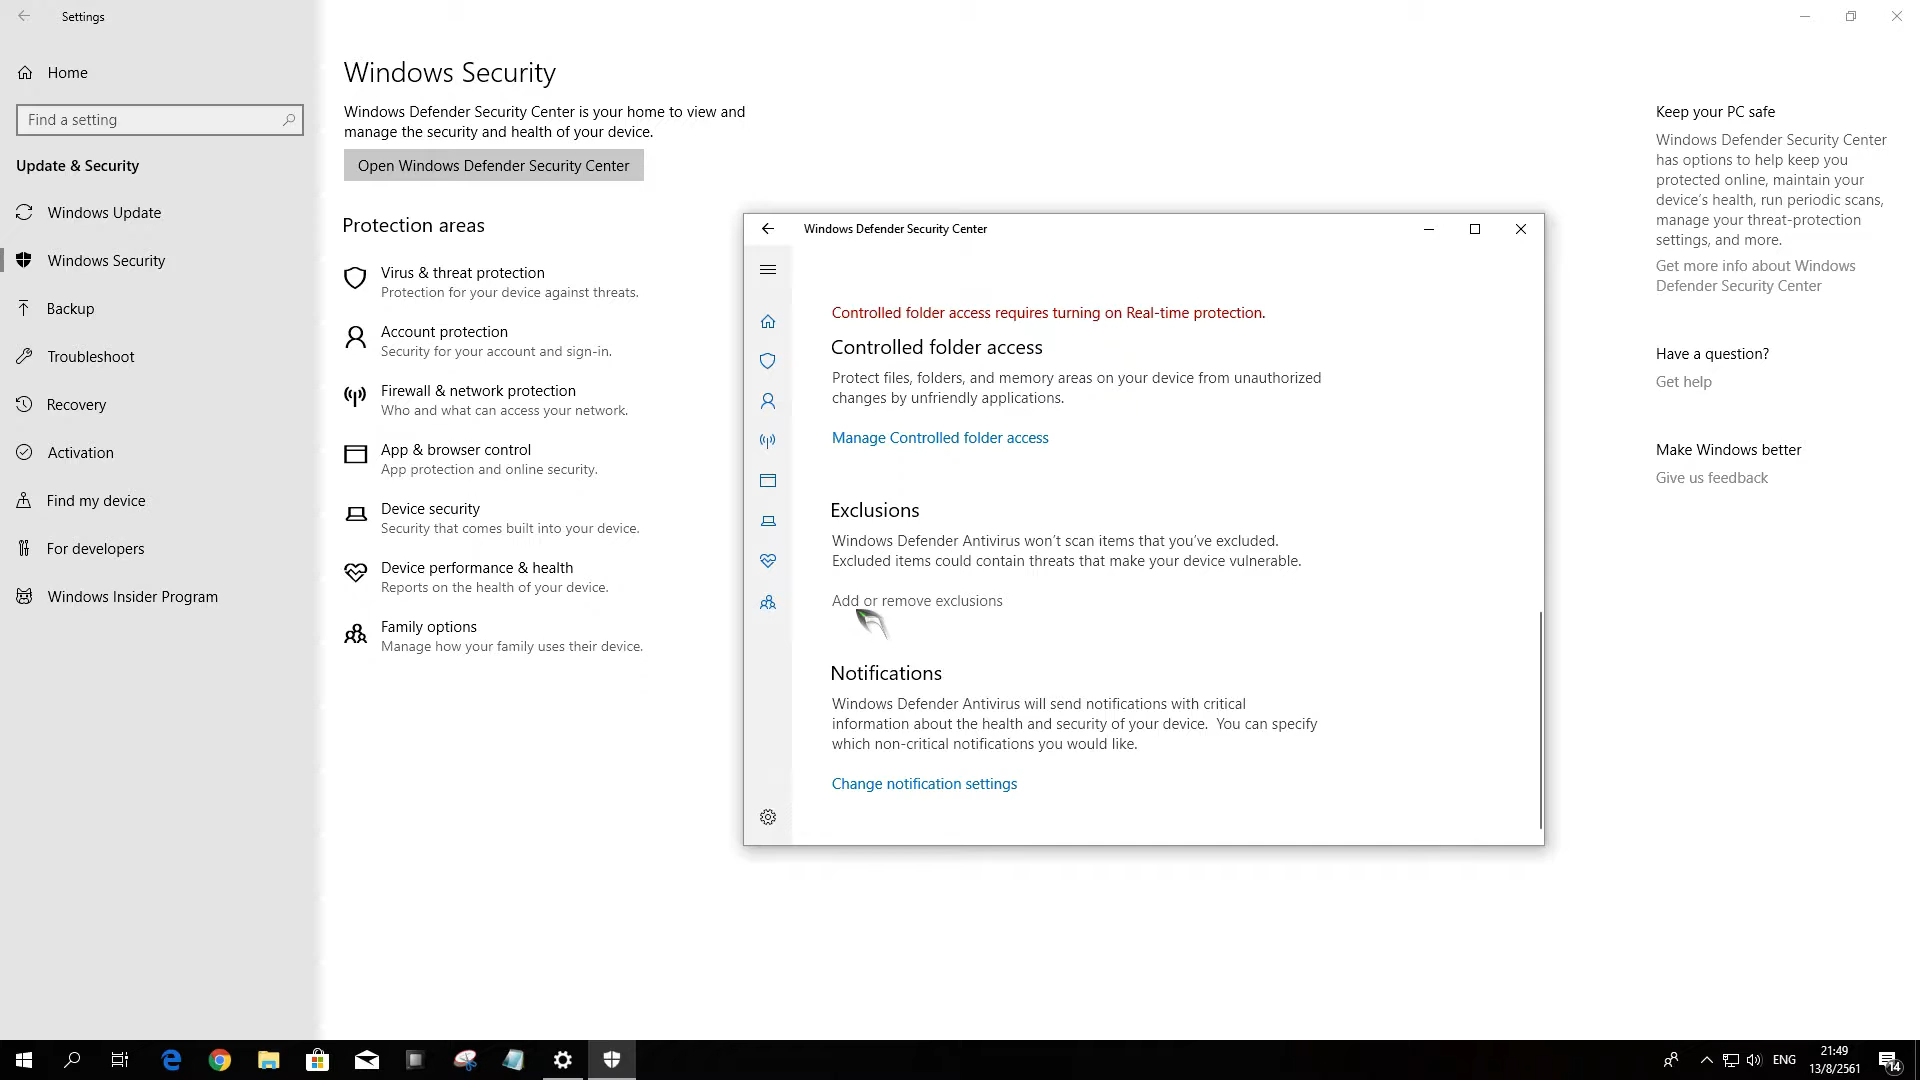 Settings
Home
Find a setting
Update & Security
Windows Update
Windows Security
Backup
Troubleshoot
Recovery
Activation
Find my device
For developers
Windows Insider Program
Windows Security
Windows Defender Security Center is your home to view and
manage the security and health of your device.
Open Windows Defender Security Center
Protection areas
Virus & threat protection
Protection for your device against threats.
Account protection
Security for your account and sign-in.
Firewall & network protection
Who and what can access your network.
App & browser control
App protection and online security.
Device security
Security that comes built into your device.
Device performance & health
Reports on the health of your device.
Family options
Manage how your family uses their device.
Windows Defender Security Center
Controlled folder access requires turning on Real-time protection.
Controlled folder access
Protect files, folders, and memory areas on your device from unauthorized
changes by unfriendly applications.
Manage Controlled folder access
Exclusions
Windows Defender Antivirus won't scan items that you've excluded.
Excluded items could contain threats that make your device vulnerable.
Add or remove exclusions
Notifications
Windows Defender Antivirus will send notifications with critical
information about the health and security of your device. You can specify
which non-critical notifications you would like.
Change notification settings
Keep your PC safe
Windows Defender Security Center
has options to help keep you
protected online, maintain your
device's health, run periodic scans,
manage your threat-protection
settings, and more.
Get more info about Windows
Defender Security Center
Have a question?
Get help
Make Windows better
Give us feedback
ENG
21:49
13/8/2561
14